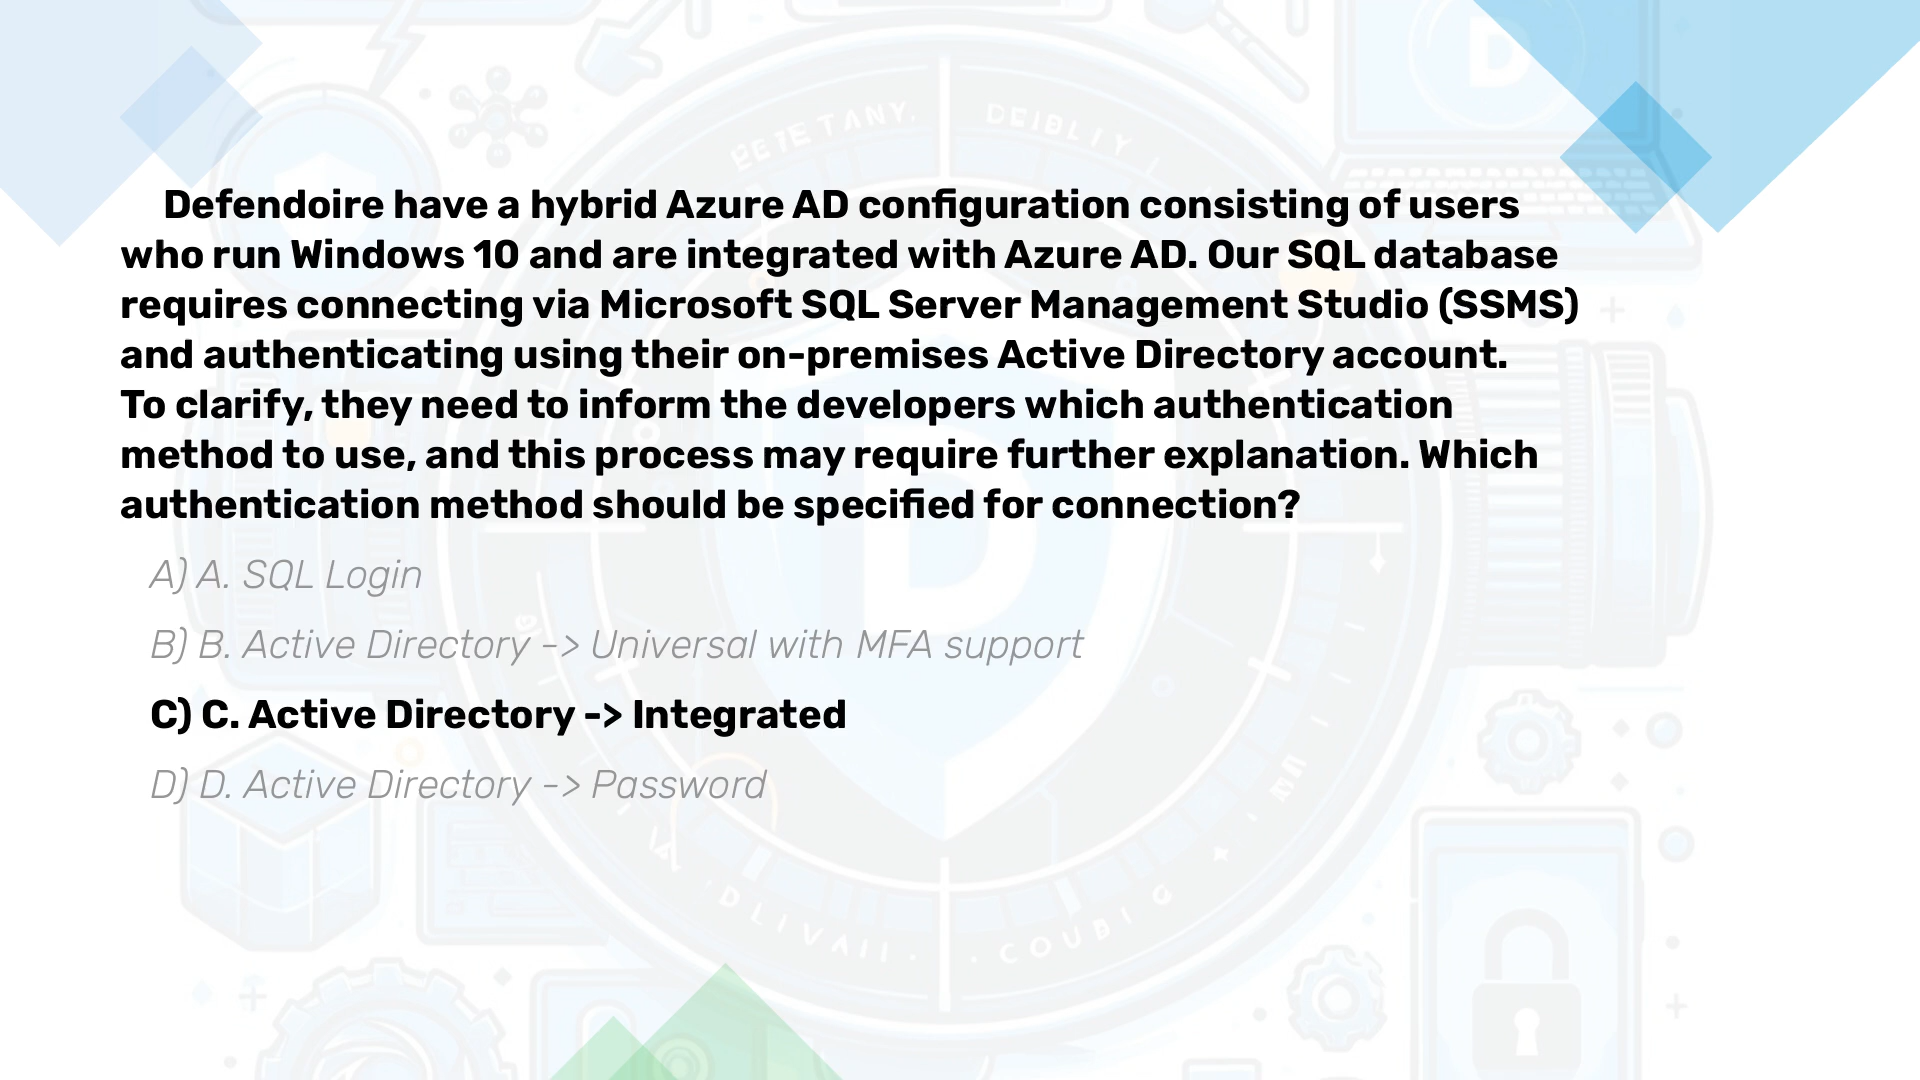 Defendoire have a hybrid Azure AD configuration consisting of users
who run Windows 10 and are integrated with Azure AD. Our SQL database
requires connecting via Microsoft SQL Server Management Studio (SSMS)
and authenticating using their on-premises Active Directory account.
To clarify, they need to inform the developers which authentication
method to use, and this process may require further explanation. Which
authentication method should be specified for connection?
A) A. SQL Login
B) B. Active Directory -> Universal with MFA support
C) C. Active Directory -> Integrated
D) D. Active Directory -> Password